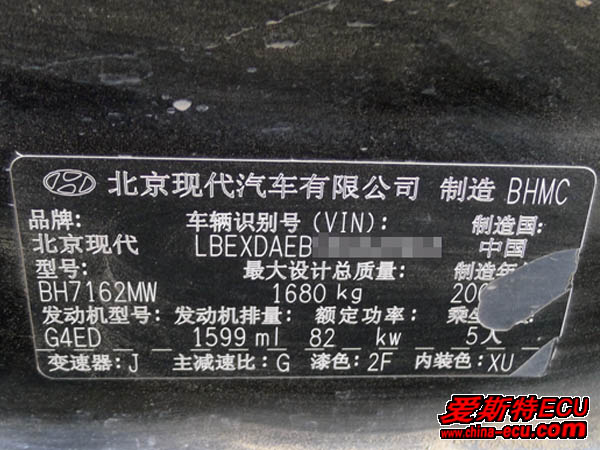 北京现代汽车有限公司 制造 BHMC
品牌: 车辆识别号(VIN): 制造国:
北京现代 LBEXDAEB 中国
型号: 最大设计总质量: 制造年
BH7162MW 1680 kg 200
发动机型号: 发动机排量: 额定功率: 乘坐
G4ED 1599 ml 82 kw 5人
变速器: J 主减速比: G 漆色: 2F 内装色: XU
爱斯特ECU
www.china-ecu.com